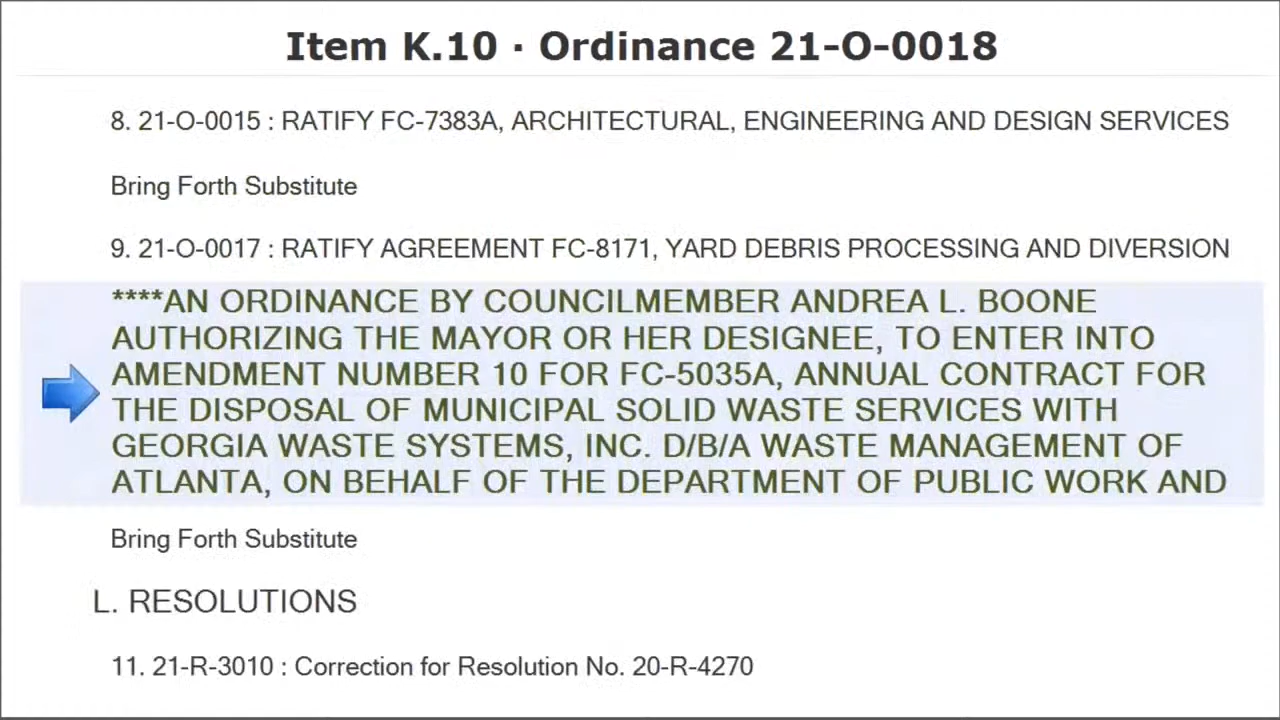 Item K.10 · Ordinance 21-O-0018
8. 21-O-0015 : RATIFY FC-7383A, ARCHITECTURAL, ENGINEERING AND DESIGN SERVICES
Bring Forth Substitute
9. 21-O-0017 : RATIFY AGREEMENT FC-8171, YARD DEBRIS PROCESSING AND DIVERSION
****AN ORDINANCE BY COUNCILMEMBER ANDREA L. BOONE
AUTHORIZING THE MAYOR OR HER DESIGNEE, TO ENTER INTO
AMENDMENT NUMBER 10 FOR FC-5035A, ANNUAL CONTRACT FOR
THE DISPOSAL OF MUNICIPAL SOLID WASTE SERVICES WITH
GEORGIA WASTE SYSTEMS, INC. D/B/A WASTE MANAGEMENT OF
ATLANTA, ON BEHALF OF THE DEPARTMENT OF PUBLIC WORK AND
Bring Forth Substitute
L. RESOLUTIONS
11. 21-R-3010 : Correction for Resolution No. 20-R-4270